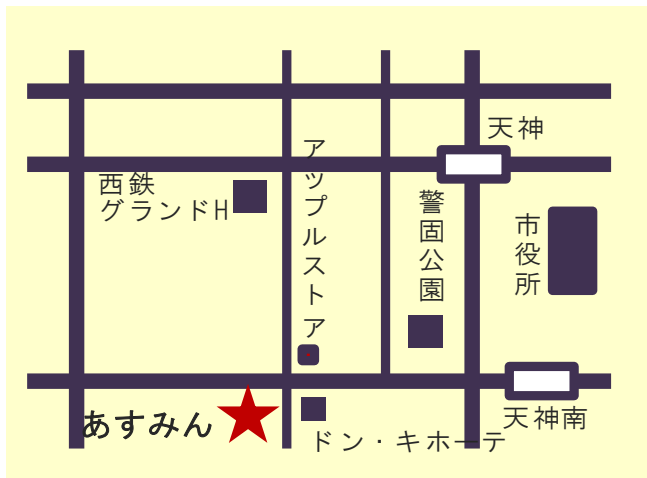 天神
西鉄
グランドH
アップルストア
警固公園
市役所
天神南
あすみん
ドン・キホーテ